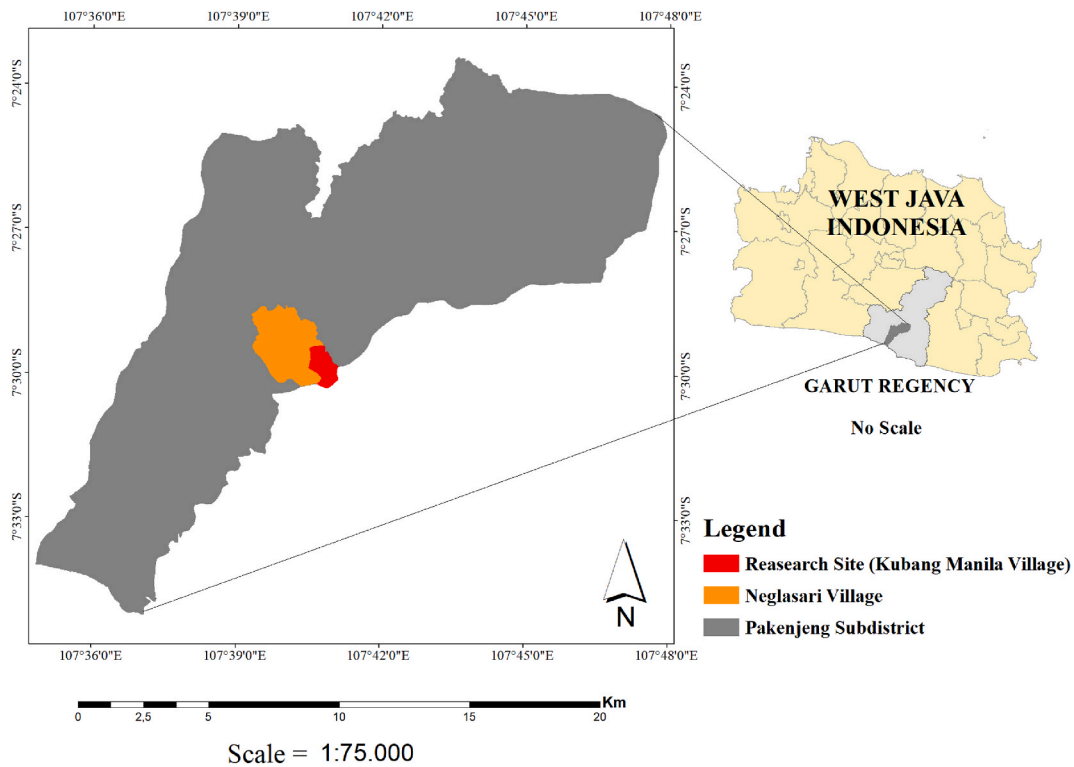 107°36'0"E
107°39'0"E
107°42'0"E
107°45'0"E
107°48'0"E
7°24'0"S
7°24'0"S
7°27'0"S
7°27'0"S
7°30'0"S
7°30'0"S
7°33'0"S
7°33'0"S
WEST JAVA
INDONESIA
GARUT REGENCY
No Scale
Legend
Reasearch Site (Kubang Manila Village)
Neglasari Village
Pakenjeng Subdistrict
N
107°36'0"E
107°39'0"E
107°42'0"E
107°45'0"E
107°48'0"E
Km
0 2,5 5 10 15 20
Scale = 1:75.000